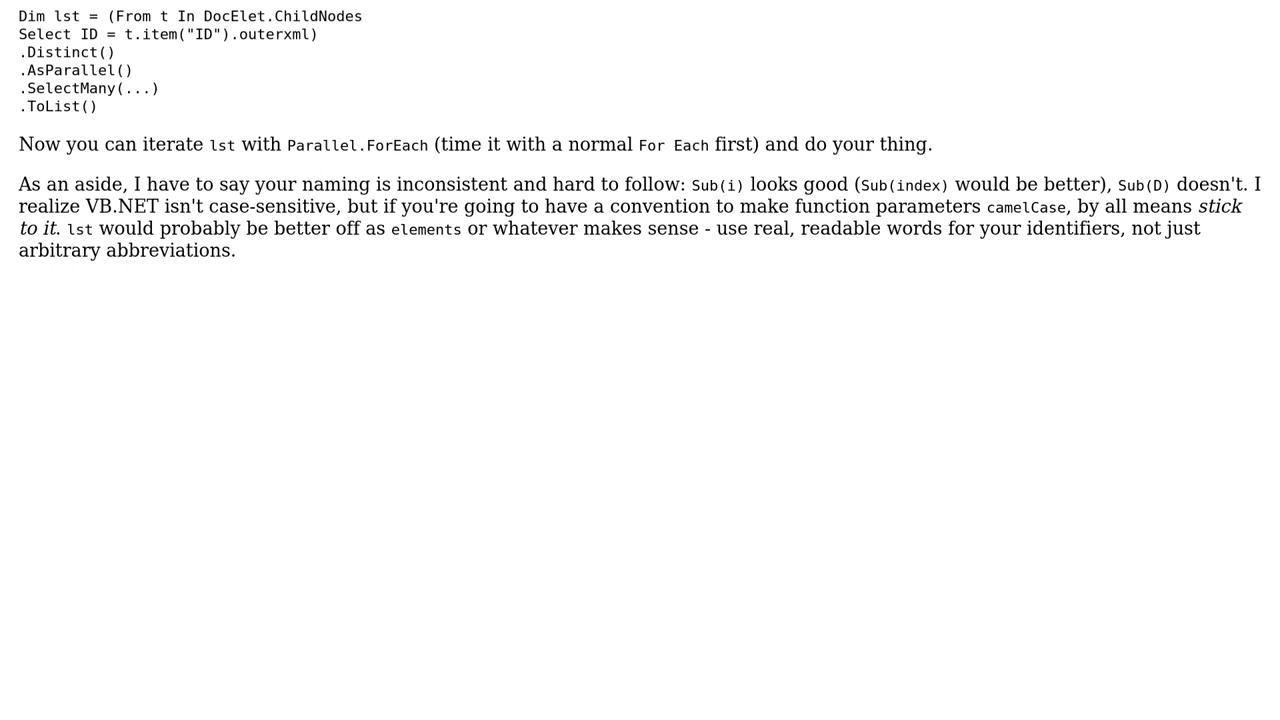 Dim lst = (From t In DocElet.ChildNodes
Select ID = t.item("ID").outerxml)
.Distinct()
.AsParallel()
.SelectMany(...)
.ToList()
Now you can iterate lst with Parallel.ForEach (time it with a normal For Each first) and do your thing.
As an aside, I have to say your naming is inconsistent and hard to follow: Sub(i) looks good (Sub(index) would be better), Sub(D) doesn't. I
realize VB.NET isn't case-sensitive, but if you're going to have a convention to make function parameters camelCase, by all means stick
to it. lst would probably be better off as elements or whatever makes sense - use real, readable words for your identifiers, not just
arbitrary abbreviations.